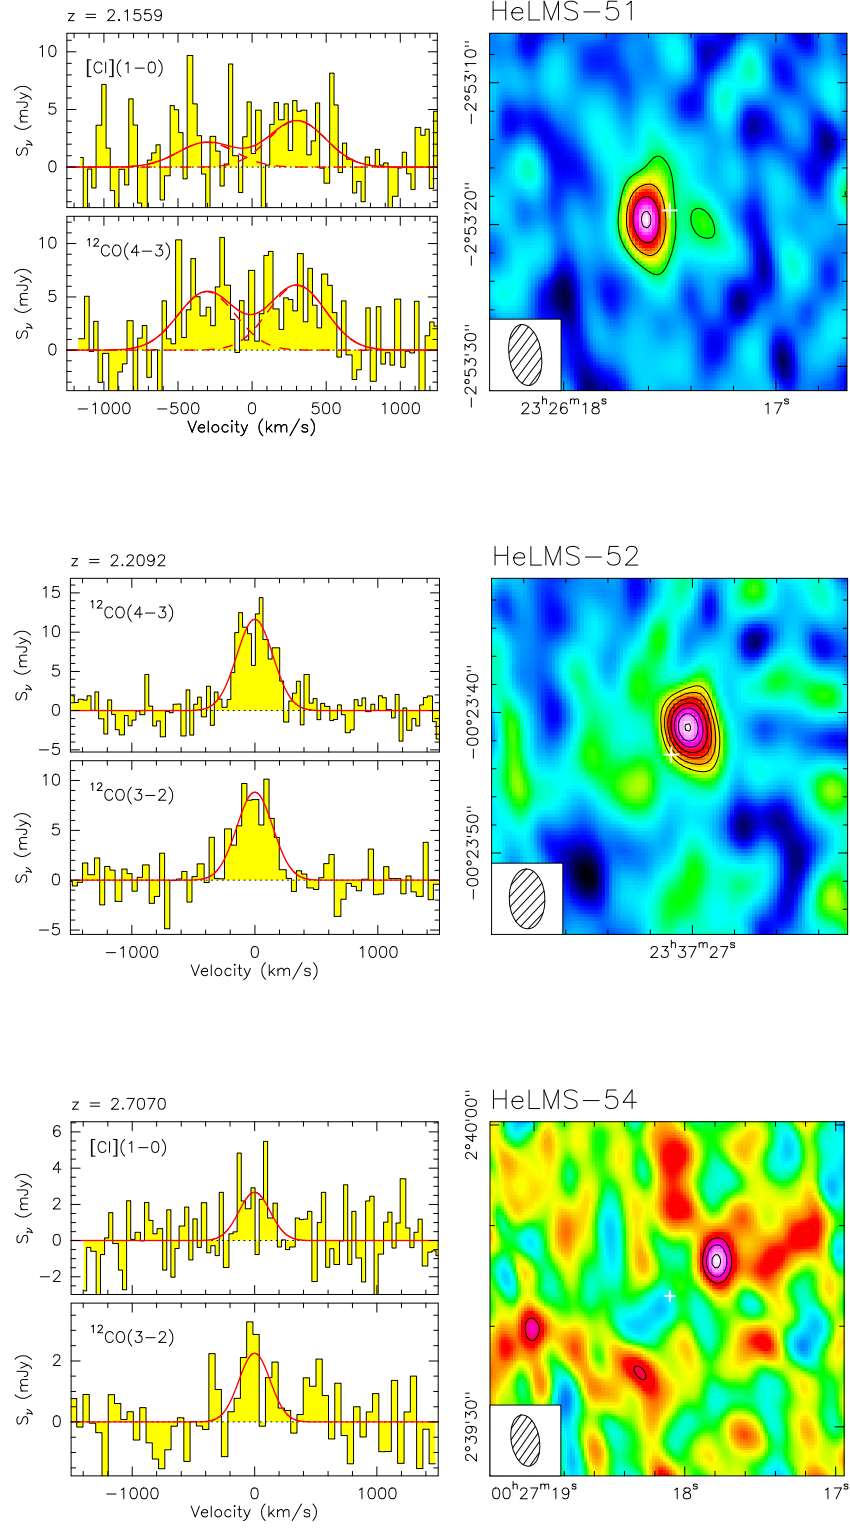 z = 2.1559
HeLMS−51
[CI](1−0)
S_ν (mJy)
10
5
0
¹²CO(4−3)
S_ν (mJy)
10
5
0
−1000 −500 0 500 1000
Velocity (km/s)
−2°53'10"
−2°53'20"
−2°53'30"
23ʰ26ᵐ18ˢ 17ˢ
z = 2.2092
HeLMS−52
¹²CO(4−3)
S_ν (mJy)
15
10
5
0
−5
¹²CO(3−2)
S_ν (mJy)
10
5
0
−5
−1000 0 1000
Velocity (km/s)
−00°23'40"
−00°23'50"
23ʰ37ᵐ27ˢ
z = 2.7070
HeLMS−54
[CI](1−0)
S_ν (mJy)
6
4
2
0
−2
¹²CO(3−2)
S_ν (mJy)
2
0
−1000 0 1000
Velocity (km/s)
2°40'00"
2°39'30"
00ʰ27ᵐ19ˢ 18ˢ 17ˢ